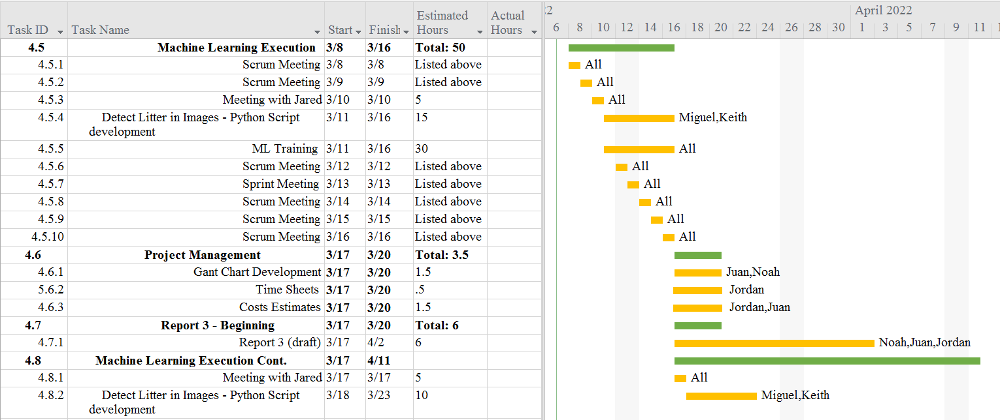 22 April 2022
Task ID Task Name Start Finish Estimated Hours Actual Hours 6 8 10 12 14 16 18 20 22 24 26 28 30 1 3 5 7 9 11
4.5 Machine Learning Execution 3/8 3/16 Total: 50
4.5.1 Scrum Meeting 3/8 3/8 Listed above All
4.5.2 Scrum Meeting 3/9 3/9 Listed above All
4.5.3 Meeting with Jared 3/10 3/10 5 All
4.5.4 Detect Litter in Images - Python Script 3/11 3/16 15 Miguel,Keith
development
4.5.5 ML Training 3/11 3/16 30 All
4.5.6 Scrum Meeting 3/12 3/12 Listed above All
4.5.7 Sprint Meeting 3/13 3/13 Listed above All
4.5.8 Scrum Meeting 3/14 3/14 Listed above All
4.5.9 Scrum Meeting 3/15 3/15 Listed above All
4.5.10 Scrum Meeting 3/16 3/16 Listed above All
4.6 Project Management 3/17 3/20 Total: 3.5
4.6.1 Gant Chart Development 3/17 3/20 1.5 Juan,Noah
5.6.2 Time Sheets 3/17 3/20 .5 Jordan
4.6.3 Costs Estimates 3/17 3/20 1.5 Jordan,Juan
4.7 Report 3 - Beginning 3/17 3/20 Total: 6
4.7.1 Report 3 (draft) 3/17 4/2 6 Noah,Juan,Jordan
4.8 Machine Learning Execution Cont. 3/17 4/11
4.8.1 Meeting with Jared 3/17 3/17 5 All
4.8.2 Detect Litter in Images - Python Script 3/18 3/23 10 Miguel,Keith
development